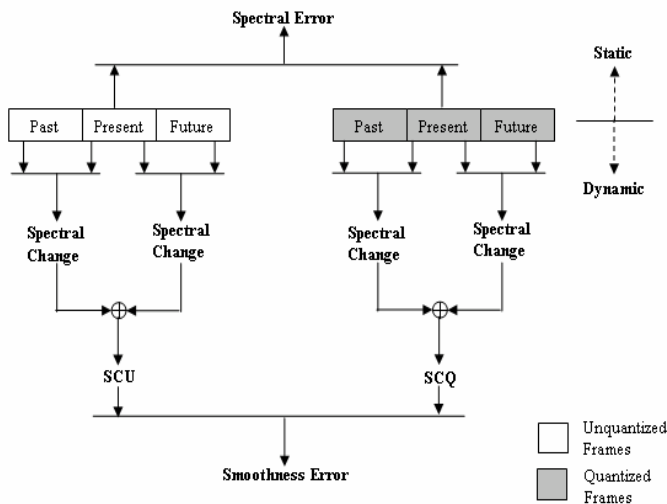 Spectral Error
Static
Past Present Future
Past Present Future
Dynamic
Spectral
Change
Spectral
Change
Spectral
Change
Spectral
Change
SCU
SCQ
Smoothness Error
Unquantized
Frames
Quantized
Frames